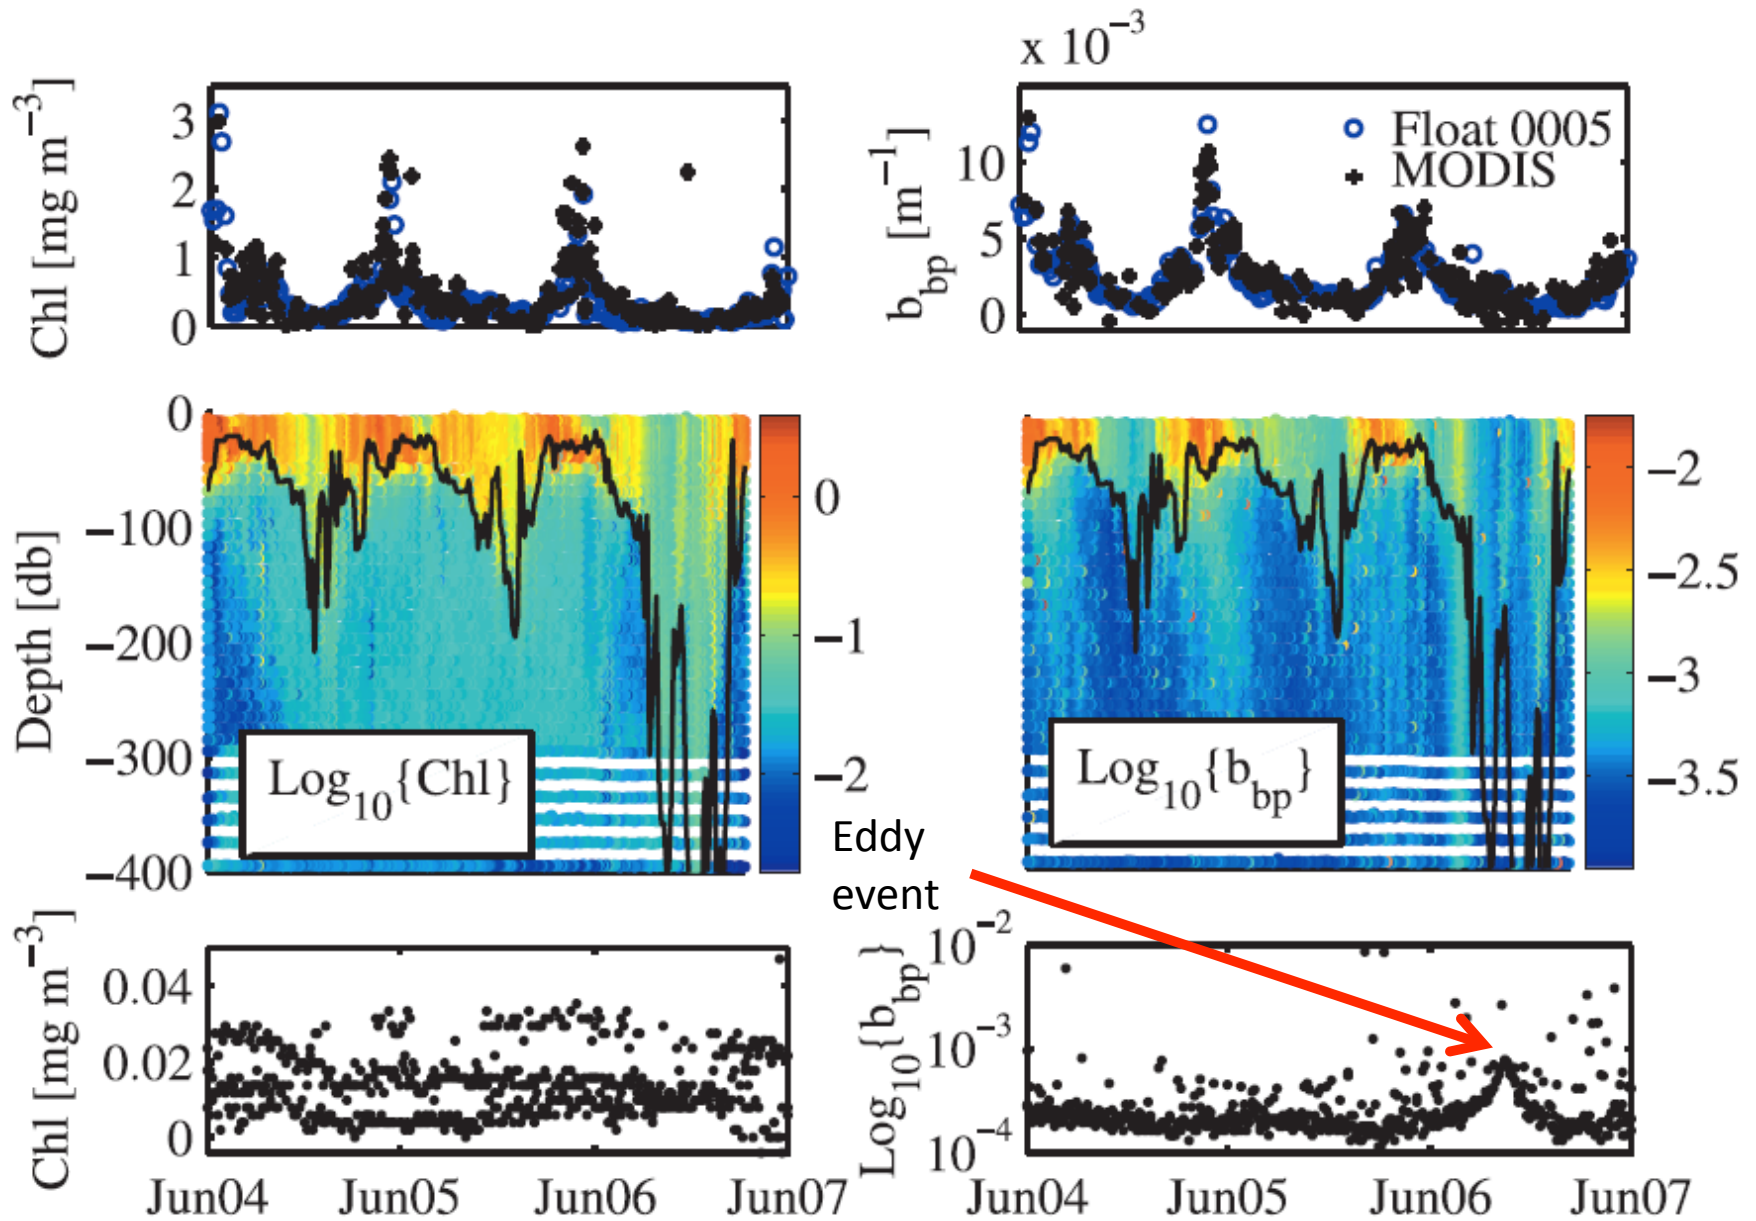 x 10⁻³
Chl [mg m⁻³]
3
2
1
0
b_bp [m⁻¹]
10
5
0
Float 0005
MODIS
Depth [db]
0
−100
−200
−300
−400
Log₁₀{Chl}
0
−1
−2
Log₁₀{b_bp}
−2
−2.5
−3
−3.5
Eddy
event
Chl [mg m⁻³]
0.04
0.02
0
Jun04 Jun05 Jun06 Jun07
Log₁₀{b_bp}
10⁻²
10⁻³
10⁻⁴
Jun04 Jun05 Jun06 Jun07